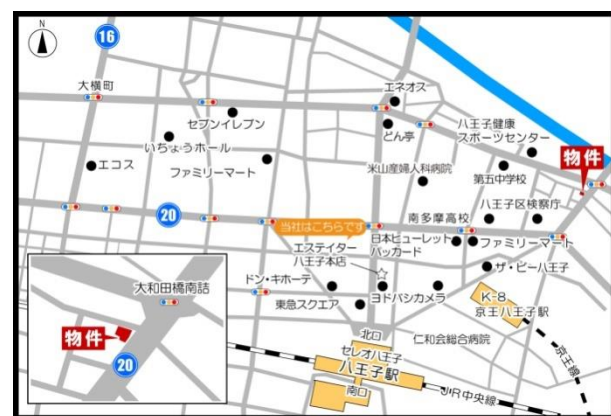 N
16
大横町
エネオス
セブンイレブン
どん亭
八王子健康
スポーツセンター
いちょうホール
物件
エコス
ファミリーマート
米山産婦人科病院
第五中学校
20
当社はこちらです
南多摩高校
八王子区検察庁
エステイター
八王子本店
日本ヒューレット
パッカード
ファミリーマート
大和田橋南詰
ドン・キホーテ
ザ・ビー八王子
東急スクエア
ヨドバシカメラ
K-8
京王八王子駅
物件
20
北口
仁和会総合病院
セレオ八王子
八王子駅
南口
JR中央線
京王線